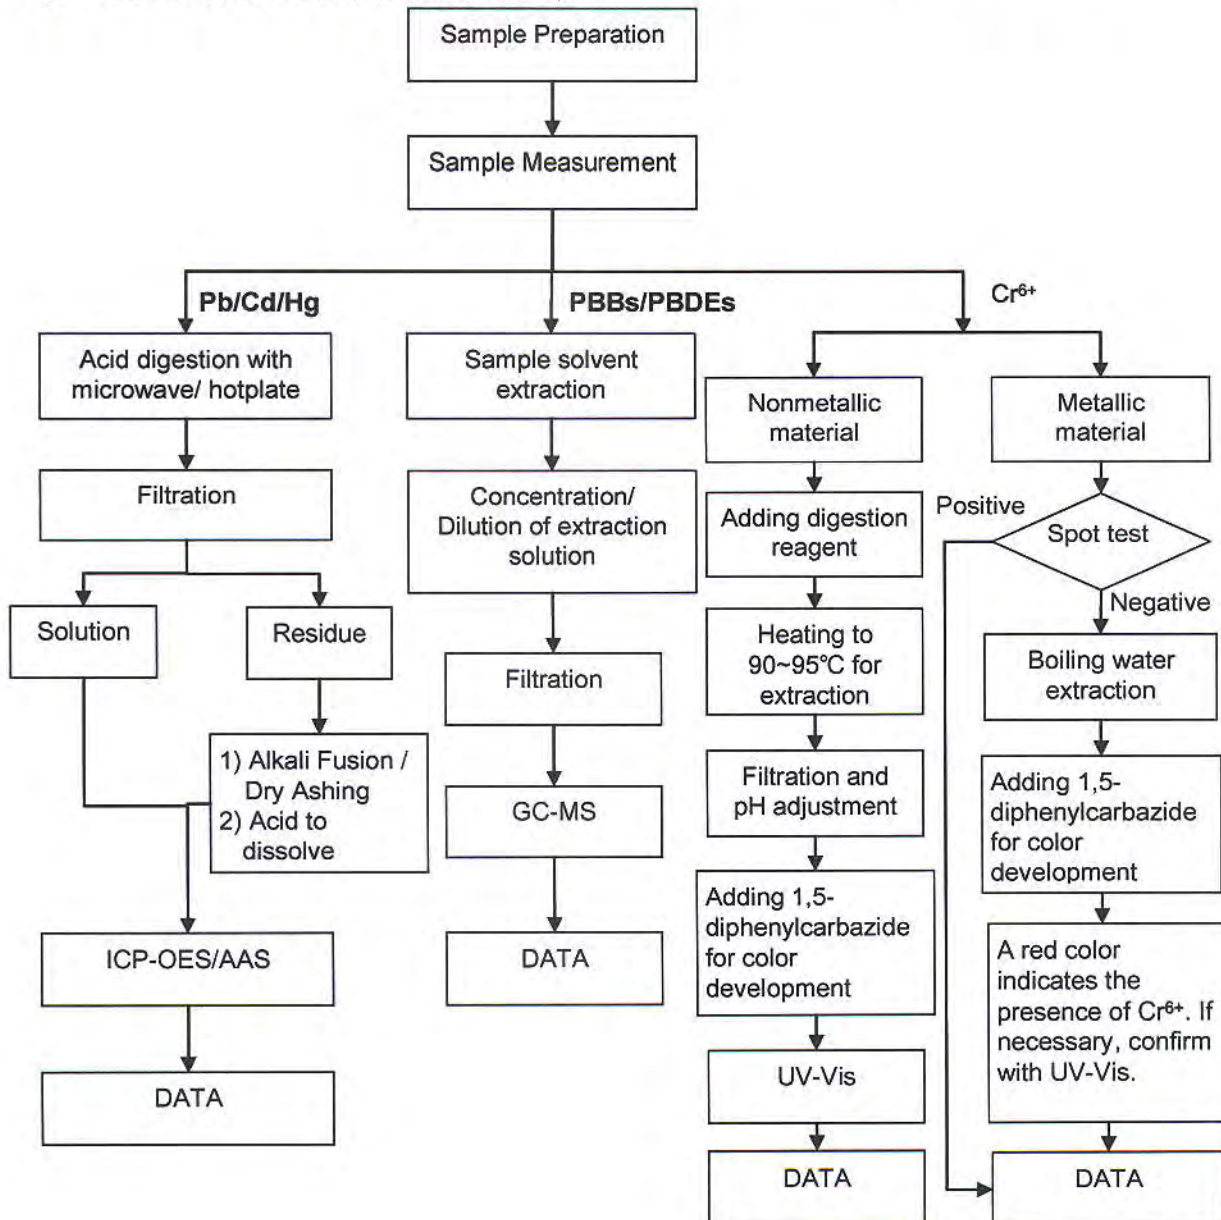 Sample Preparation
Sample Measurement
Pb/Cd/Hg
PBBs/PBDEs
Cr⁶⁺
Acid digestion with
microwave/ hotplate
Filtration
Solution
Residue
1) Alkali Fusion /
Dry Ashing
2) Acid to
dissolve
ICP-OES/AAS
DATA
Sample solvent
extraction
Concentration/
Dilution of extraction
solution
Filtration
GC-MS
DATA
Nonmetallic
material
Adding digestion
reagent
Heating to
90~95°C for
extraction
Filtration and
pH adjustment
Adding 1,5-
diphenylcarbazide
for color
development
UV-Vis
DATA
Metallic
material
Positive
Spot test
Negative
Boiling water
extraction
Adding 1,5-
diphenylcarbazide
for color
development
A red color
indicates the
presence of Cr⁶⁺. If
necessary, confirm
with UV-Vis.
DATA